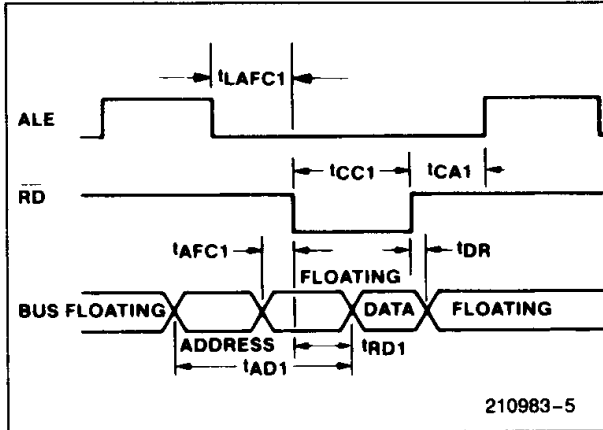 tLAFC1
ALE
tCC1 tCA1
RD
tAFC1 tDR
FLOATING
BUS FLOATING DATA FLOATING
ADDRESS tRD1
tAD1
210983-5